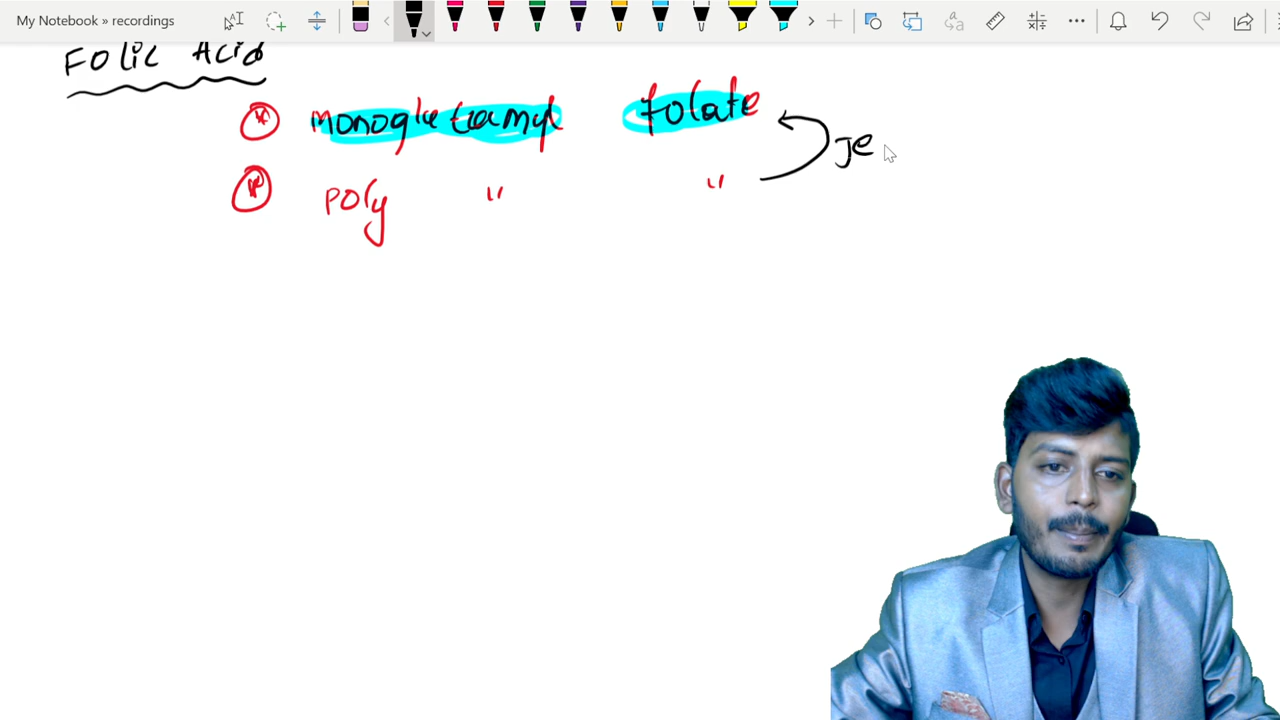 My Notebook » recordings
Folic Acid
monoglutamyl folate
Je
poly " "